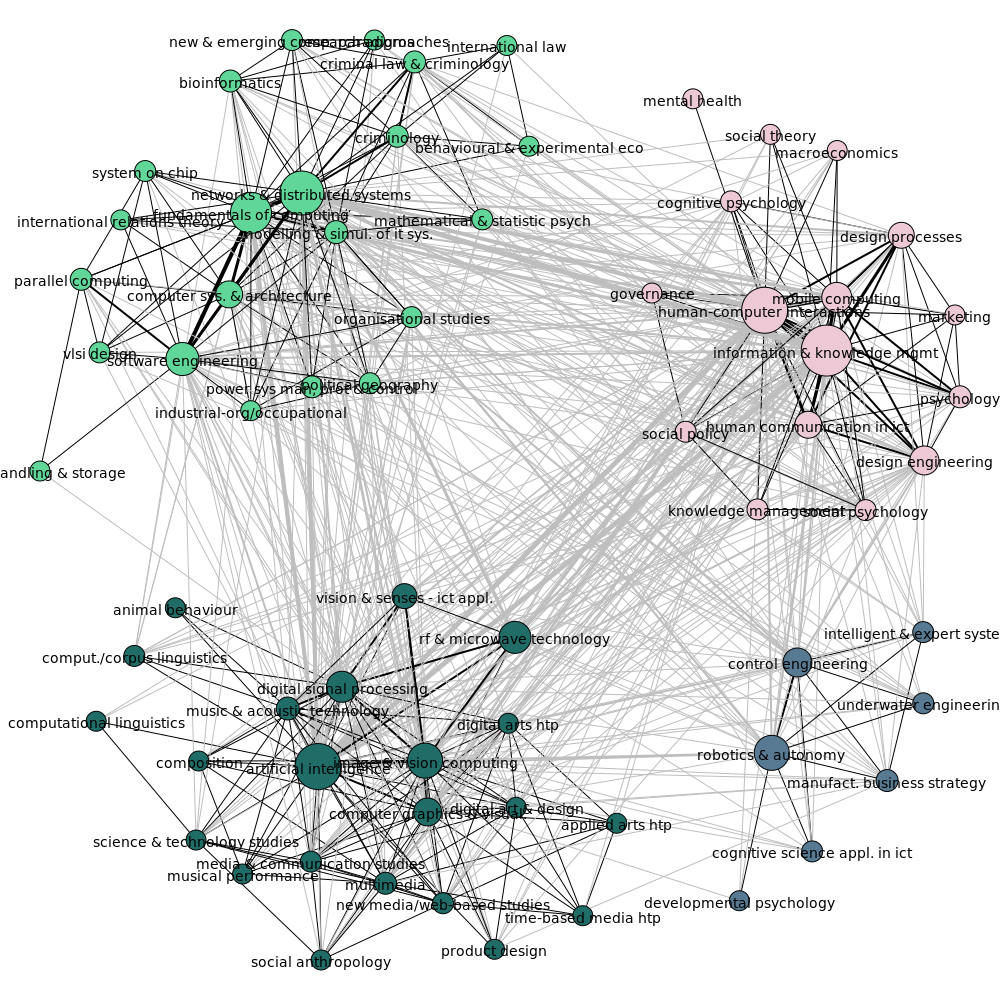 new & emerging comp. paradigms
research approaches
international law
criminal law & criminology
bioinformatics
mental health
social theory
criminology
behavioural & experimental eco
macroeconomics
system on chip
networks & distributed systems
cognitive psychology
international relations theory
fundamentals of computing
mathematical & statistic psych
modelling & simul. of it sys.
design processes
parallel computing
computer sys. & architecture
governance
mobile computing
human-computer interactions
organisational studies
marketing
vlsi design
software engineering
information & knowledge mgmt
power sys man, prot & control
political geography
psychology
industrial-org/occupational
social policy
human communication in ict
design engineering
andling & storage
knowledge management
social psychology
vision & senses - ict appl.
animal behaviour
rf & microwave technology
intelligent & expert syste
comput./corpus linguistics
control engineering
digital signal processing
music & acoustic technology
underwater engineerin
computational linguistics
digital arts htp
robotics & autonomy
composition
artificial intelligence
image & vision computing
manufact. business strategy
computer graphics & visual.
digital art & design
applied arts htp
science & technology studies
cognitive science appl. in ict
media & communication studies
musical performance
multimedia
new media/web-based studies
developmental psychology
time-based media htp
product design
social anthropology